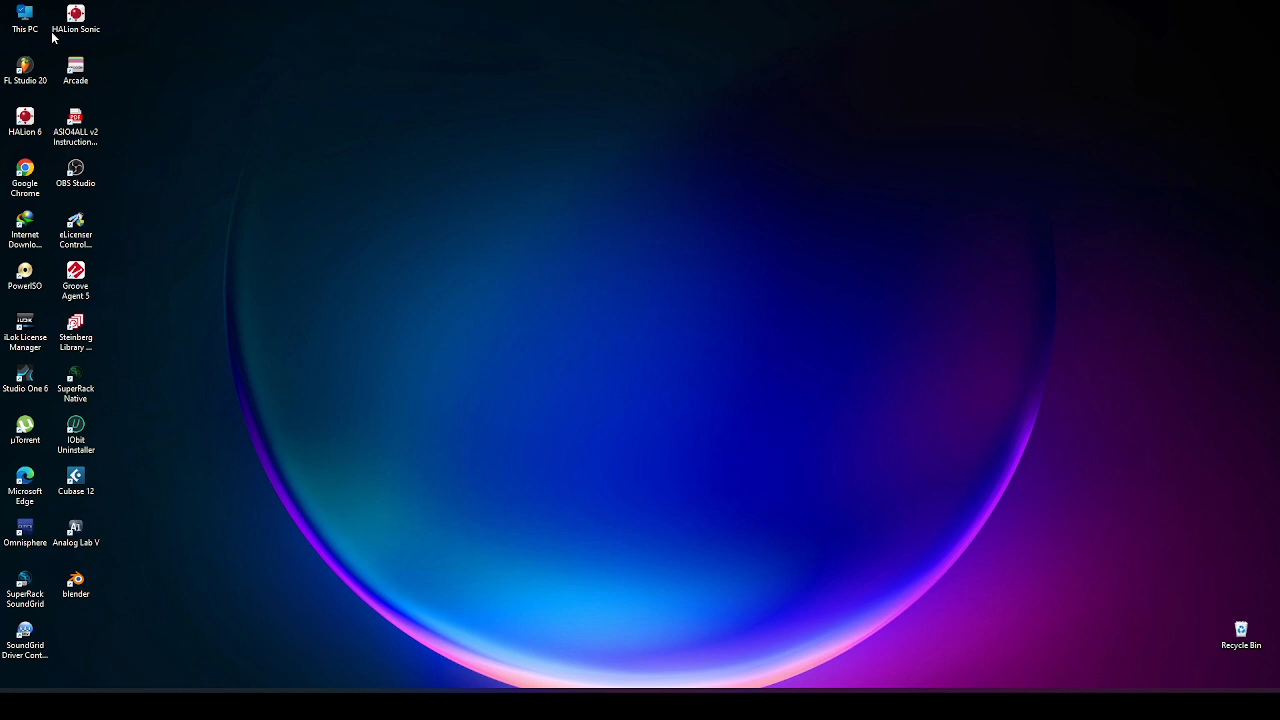 This PC
HALion Sonic
FL Studio 20
Arcade
HALion 6
ASIO4ALL v2
Instruction...
Google
Chrome
OBS Studio
Internet
Downlo...
eLicenser
Control...
PowerISO
Groove
Agent 5
iLok License
Manager
Steinberg
Library ...
Studio One 6
SuperRack
Native
µTorrent
IObit
Uninstaller
Microsoft
Edge
Cubase 12
Omnisphere
Analog Lab V
SuperRack
SoundGrid
blender
SoundGrid
Driver Cont...
Recycle Bin